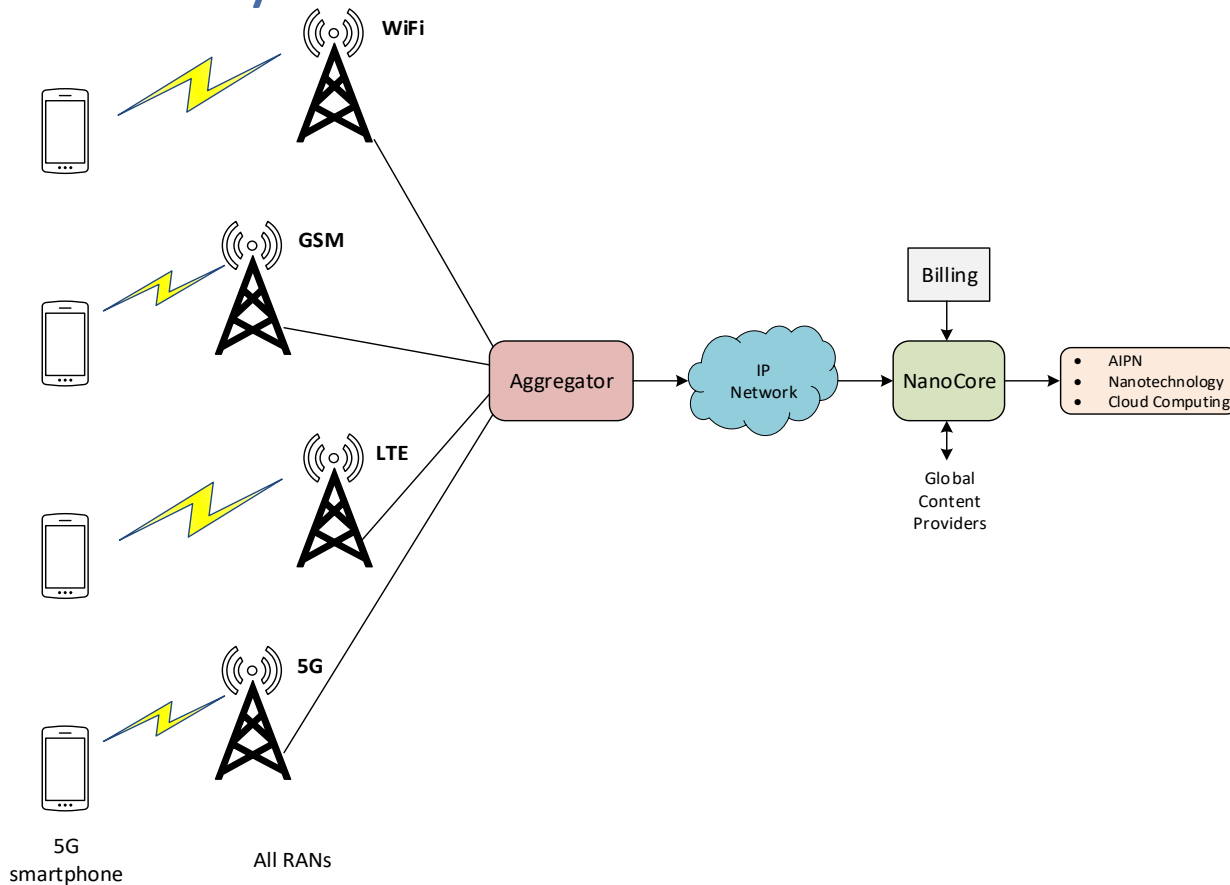 WiFi
GSM
Billing
Aggregator
IP
Network
NanoCore
• AIPN
• Nanotechnology
• Cloud Computing
LTE
Global
Content
Providers
5G
5G
smartphone
All RANs